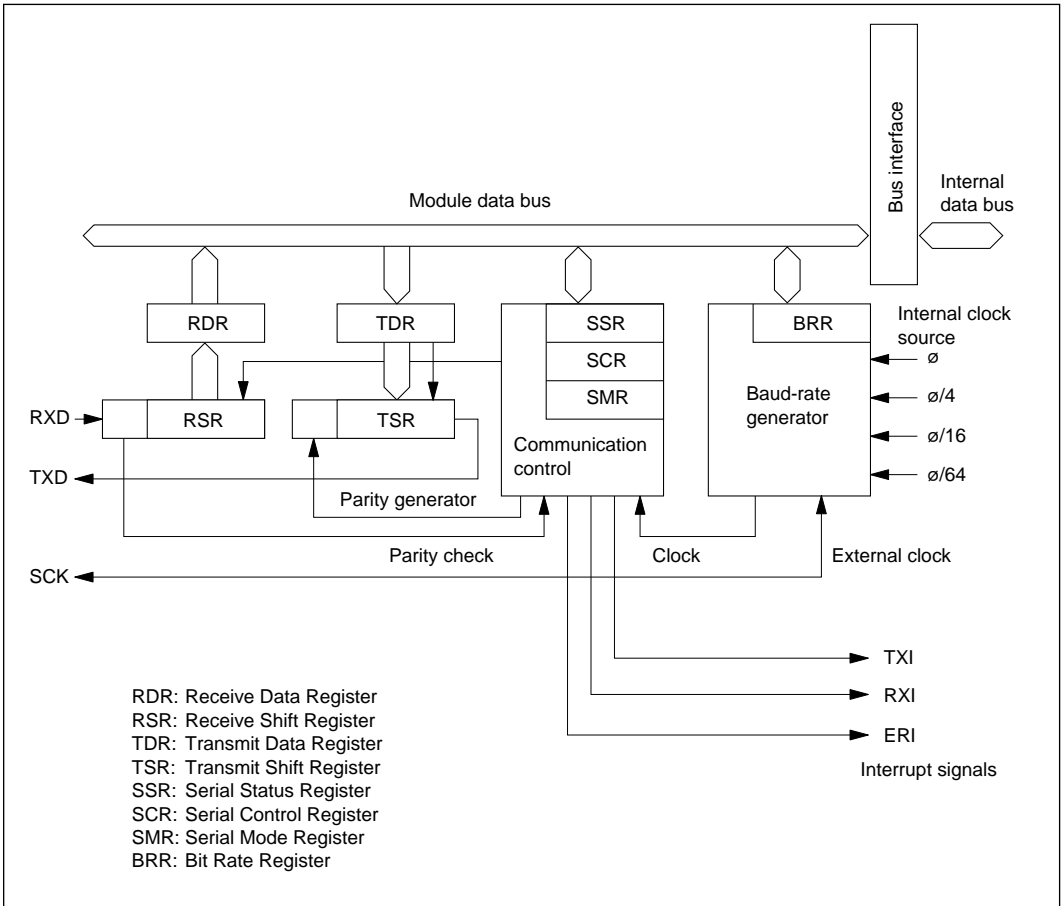 Bus interface
Internal
data bus
Module data bus
RDR
TDR
SSR
BRR
Internal clock
source
SCR
ø
SMR
Baud-rate
generator
ø/4
RXD
RSR
TSR
ø/16
Communication
control
TXD
ø/64
Parity generator
Parity check
Clock
External clock
SCK
TXI
RXI
ERI
Interrupt signals
RDR: Receive Data Register
RSR: Receive Shift Register
TDR: Transmit Data Register
TSR: Transmit Shift Register
SSR: Serial Status Register
SCR: Serial Control Register
SMR: Serial Mode Register
BRR: Bit Rate Register